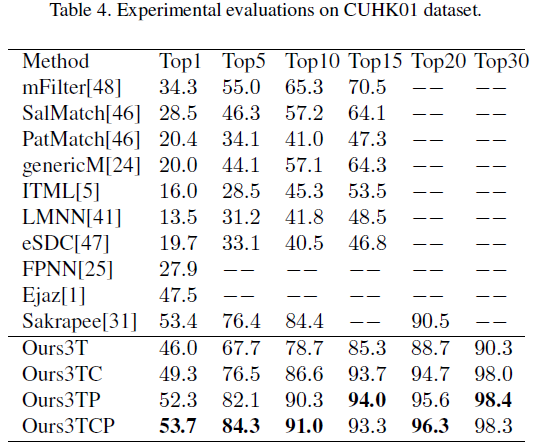 Table 4. Experimental evaluations on CUHK01 dataset.
Method Top1 Top5 Top10 Top15 Top20 Top30
mFilter[48] 34.3 55.0 65.3 70.5 −− −−
SalMatch[46] 28.5 46.3 57.2 64.1 −− −−
PatMatch[46] 20.4 34.1 41.0 47.3 −− −−
genericM[24] 20.0 44.1 57.1 64.3 −− −−
ITML[5] 16.0 28.5 45.3 53.5 −− −−
LMNN[41] 13.5 31.2 41.8 48.5 −− −−
eSDC[47] 19.7 33.1 40.5 46.8 −− −−
FPNN[25] 27.9 −− −− −− −− −−
Ejaz[1] 47.5 −− −− −− −− −−
Sakrapee[31] 53.4 76.4 84.4 −− 90.5 −−
Ours3T 46.0 67.7 78.7 85.3 88.7 90.3
Ours3TC 49.3 76.5 86.6 93.7 94.7 98.0
Ours3TP 52.3 82.1 90.3 94.0 95.6 98.4
Ours3TCP 53.7 84.3 91.0 93.3 96.3 98.3